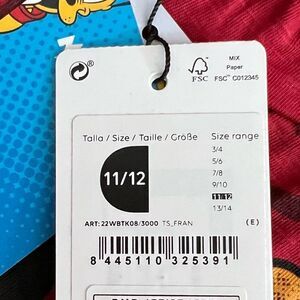 MIX
Paper
FSC
FSC™ C012345
Talla / Size / Taille / Größe
Size range
11/12
3/4
5/6
7/8
9/10
11/12
13/14
ART: 22WBTK08/3000 TS_FRAN
(E)
8 445110 325391